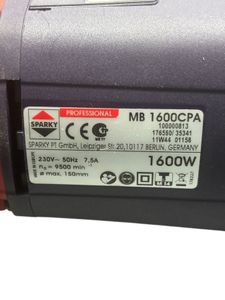 PROFESSIONAL
MB 1600CPA
SPARKY
100000813
176560/ 35341
11W44 01158
SPARKY PT GmbH, Leipziger Str. 20, 10117 BERLIN, GERMANY
230V~ 50Hz 7,5A
1600W
n₀ = 9500 min⁻¹
ø max. 150mm